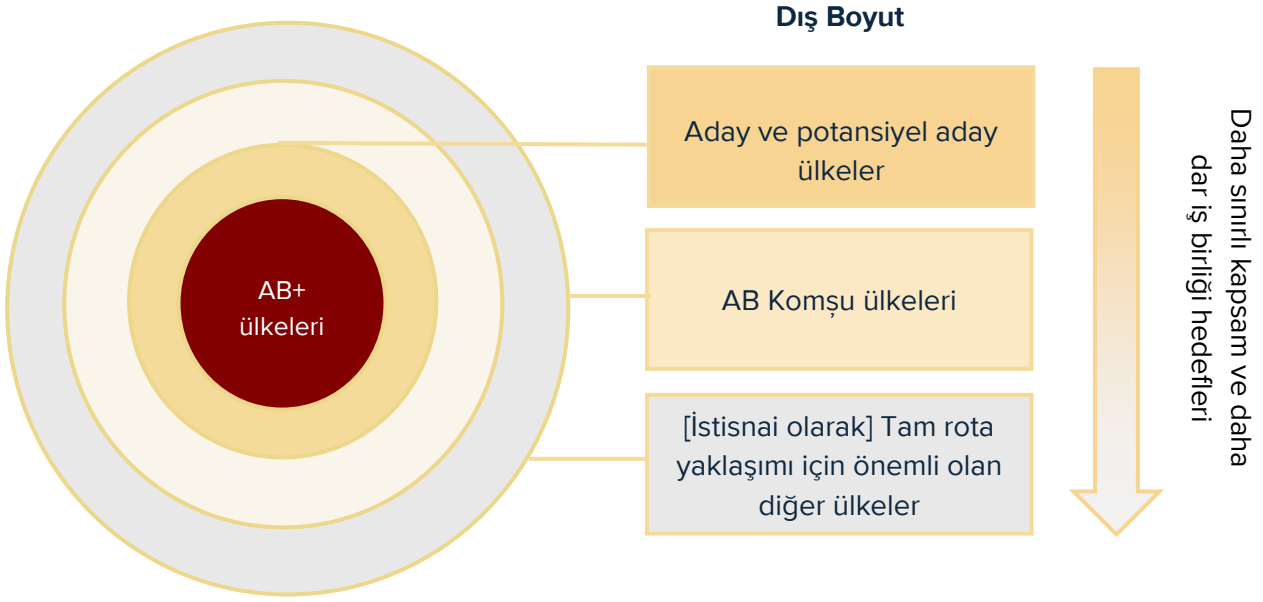 Dış Boyut
AB+
ülkeleri
Aday ve potansiyel aday
ülkeler
AB Komşu ülkeleri
[İstisnai olarak] Tam rota
yaklaşımı için önemli olan
diğer ülkeler
Daha sınırlı kapsam ve daha
dar iş birliği hedefleri